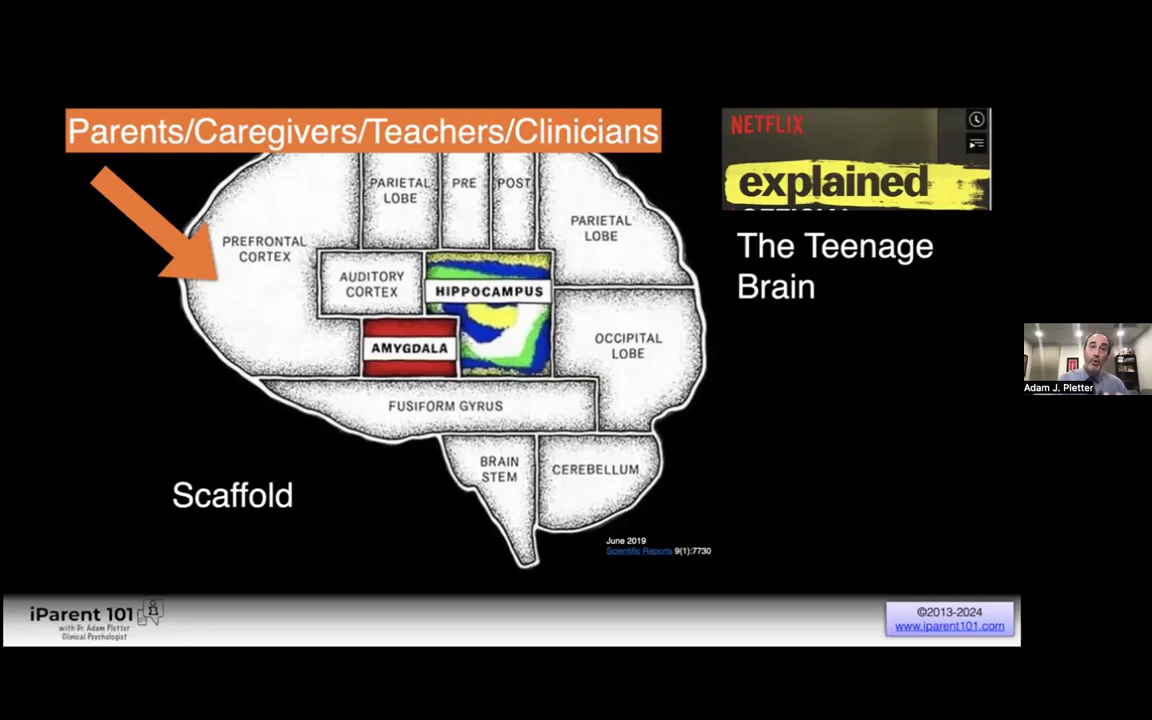 Parents/Caregivers/Teachers/Clinicians
NETFLIX
explained
The Teenage
Brain
PARIETAL
LOBE
PRE
POST
PARIETAL
LOBE
PREFRONTAL
CORTEX
AUDITORY
CORTEX
HIPPOCAMPUS
AMYGDALA
OCCIPITAL
LOBE
FUSIFORM GYRUS
BRAIN
STEM
CEREBELLUM
Scaffold
June 2019
Scientific Reports 9(1):7730
Adam J. Pletter
iParent 101
with Dr. Adam Pletter
Clinical Psychologist
©2013-2024
www.iparent101.com